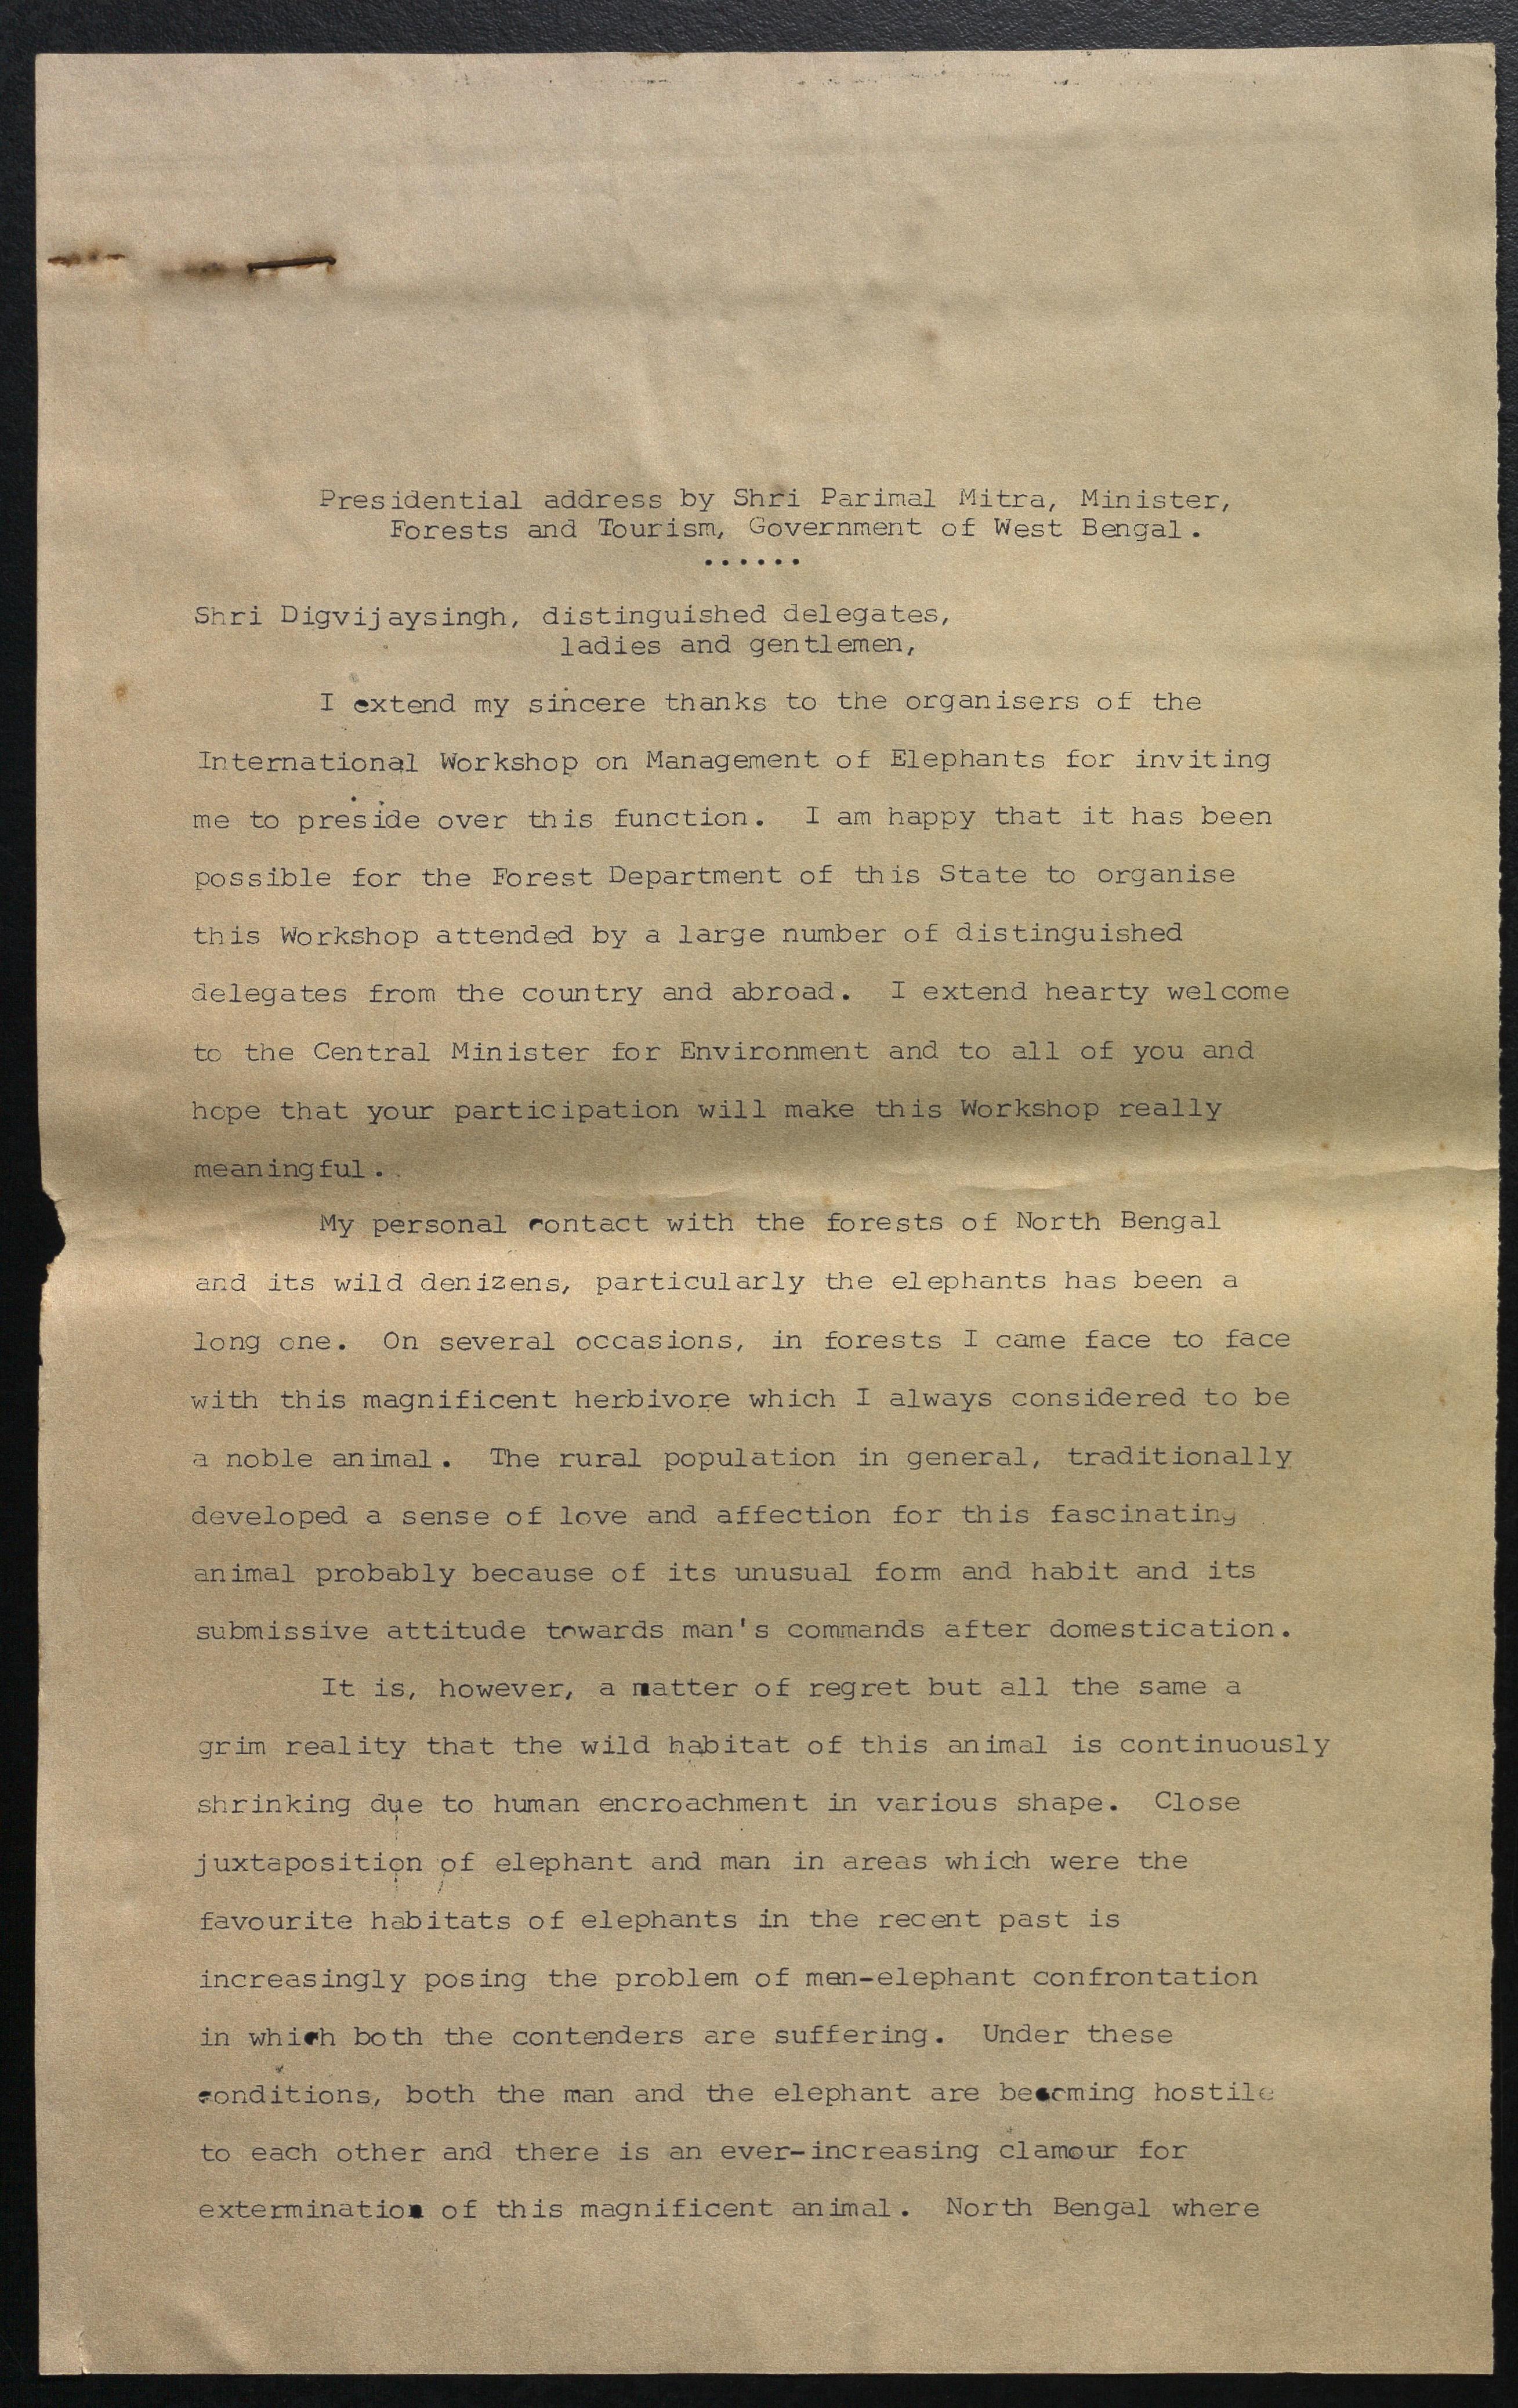 Presidential address by Shri Parimal Mitra, Minister,
Forests and Tourism, Government of West Bengal.
......
Shri Digvijaysingh, distinguished delegates,
ladies and gentlemen,
I extend my sincere thanks to the organisers of the
International Workshop on Management of Elephants for inviting
me to preside over this function. I am happy that it has been
possible for the Forest Department of this State to organise
this Workshop attended by a large number of distinguished
delegates from the country and abroad. I extend hearty welcome
to the Central Minister for Environment and to all of you and
hope that your participation will make this Workshop really
meaningful.
My personal contact with the forests of North Bengal
and its wild denizens, particularly the elephants has been a
long one. On several occasions, in forests I came face to face
with this magnificent herbivore which I always considered to be
a noble animal. The rural population in general, traditionally
developed a sense of love and affection for this fascinating
animal probably because of its unusual form and habit and its
submissive attitude towards man's commands after domestication.
It is, however, a matter of regret but all the same a
grim reality that the wild habitat of this animal is continuously
shrinking due to human encroachment in various shape. Close
juxtaposition of elephant and man in areas which were the
favourite habitats of elephants in the recent past is
increasingly posing the problem of man-elephant confrontation
in which both the contenders are suffering. Under these
conditions, both the man and the elephant are becoming hostile
to each other and there is an ever-increasing clamour for
extermination of this magnificent animal. North Bengal where